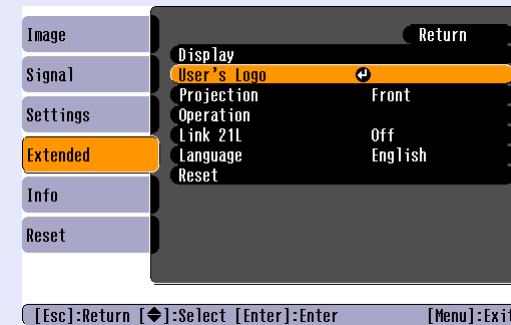 Image
Signal
Settings
Extended
Info
Reset
Return
Display
User's Logo
Projection Front
Operation
Link 21L Off
Language English
Reset
[Esc]:Return [◆]:Select [Enter]:Enter [Menu]:Exit